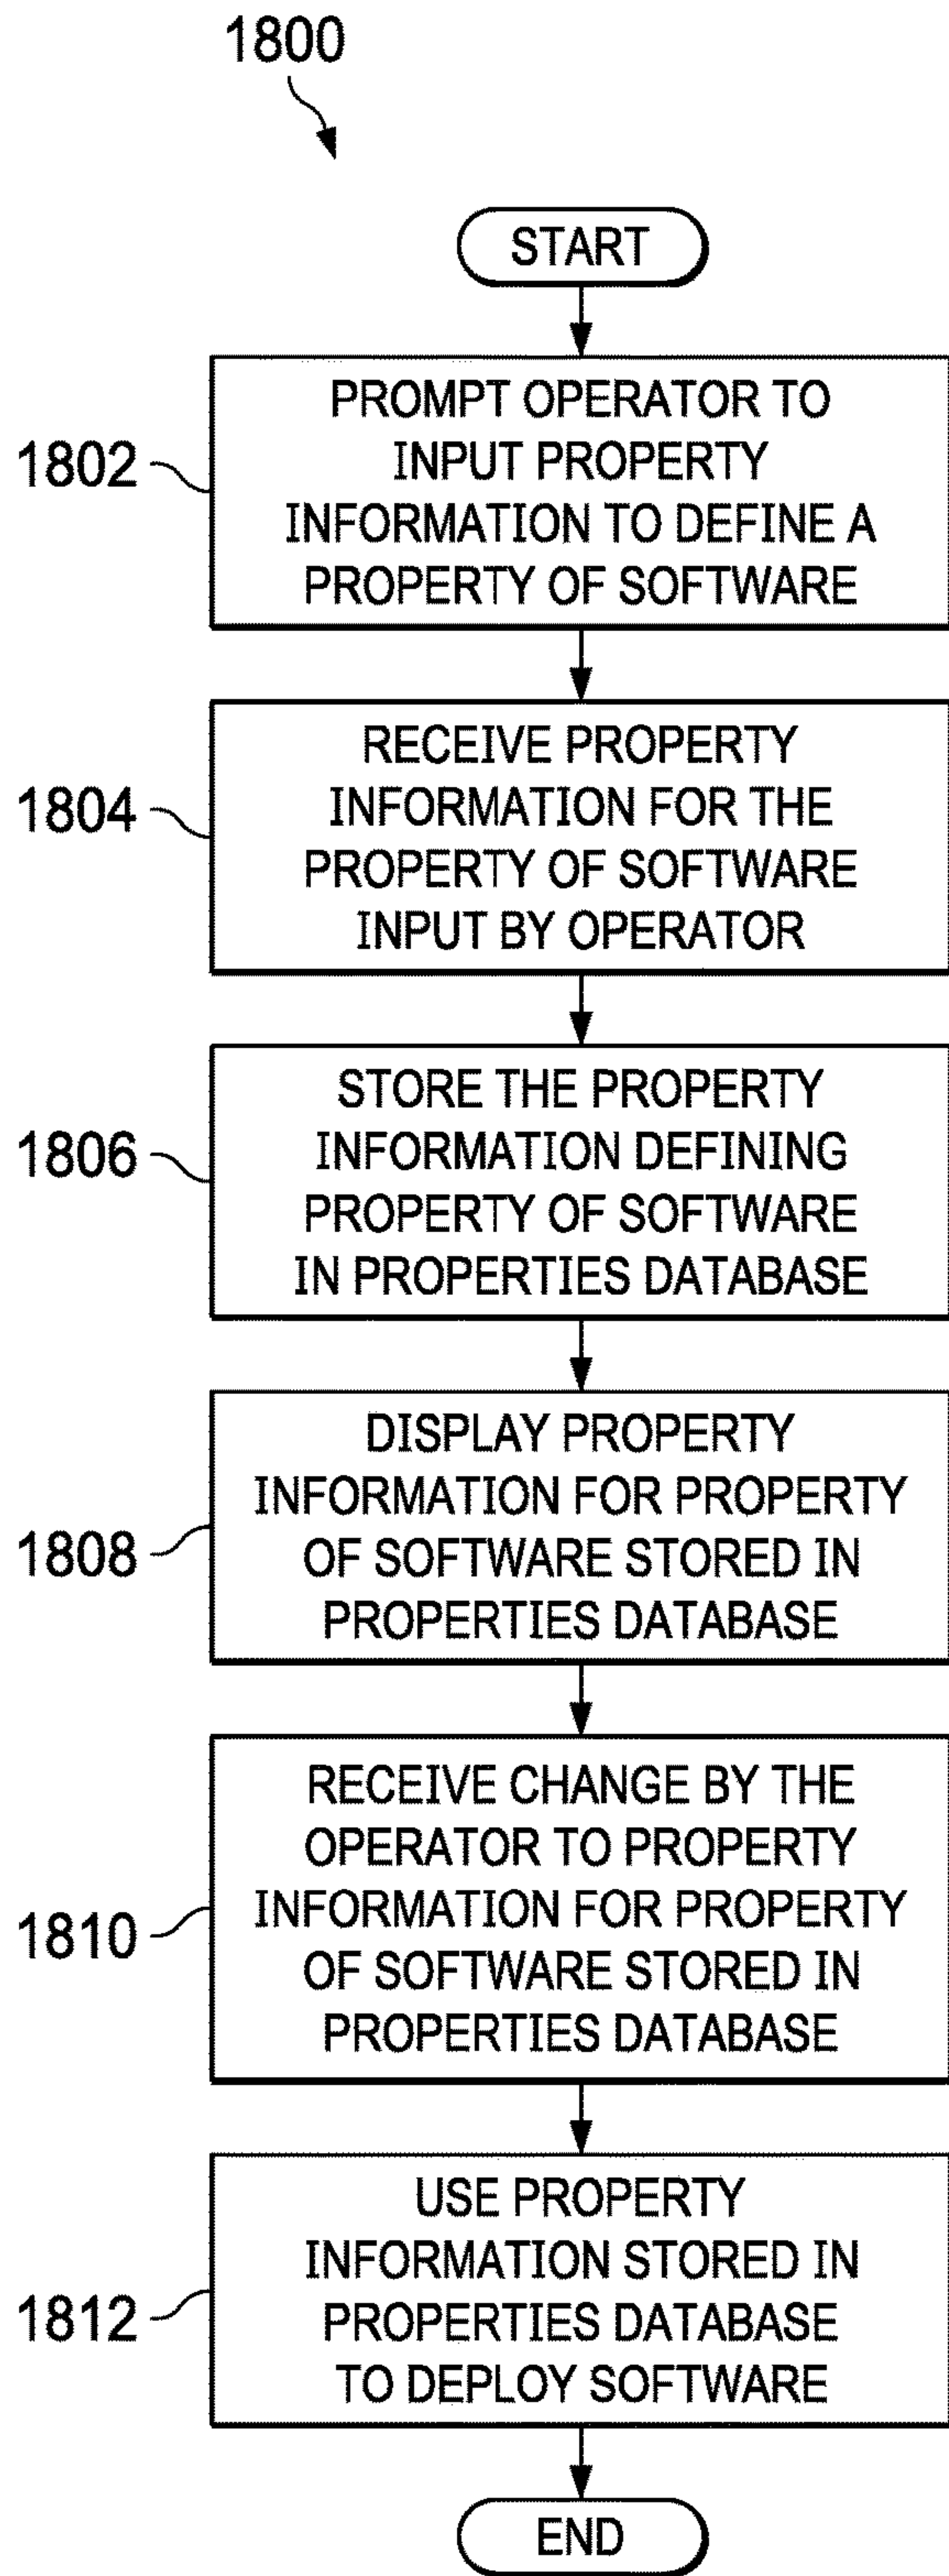 1800
START
1802
PROMPT OPERATOR TO
INPUT PROPERTY
INFORMATION TO DEFINE A
PROPERTY OF SOFTWARE
1804
RECEIVE PROPERTY
INFORMATION FOR THE
PROPERTY OF SOFTWARE
INPUT BY OPERATOR
1806
STORE THE PROPERTY
INFORMATION DEFINING
PROPERTY OF SOFTWARE
IN PROPERTIES DATABASE
1808
DISPLAY PROPERTY
INFORMATION FOR PROPERTY
OF SOFTWARE STORED IN
PROPERTIES DATABASE
1810
RECEIVE CHANGE BY THE
OPERATOR TO PROPERTY
INFORMATION FOR PROPERTY
OF SOFTWARE STORED IN
PROPERTIES DATABASE
1812
USE PROPERTY
INFORMATION STORED IN
PROPERTIES DATABASE
TO DEPLOY SOFTWARE
END